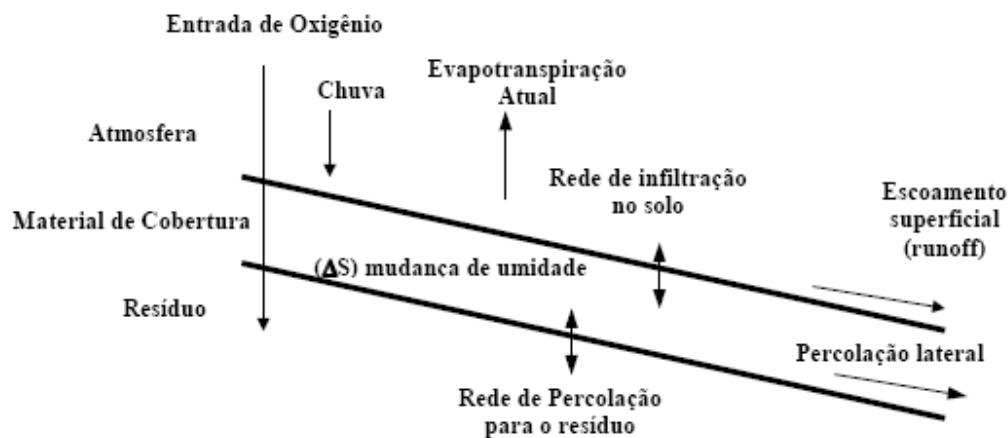 Entrada de Oxigênio
Chuva
Evapotranspiração
Atual
Atmosfera
Rede de infiltração
no solo
Escoamento
superficial
(runoff)
Material de Cobertura
(ΔS) mudança de umidade
Resíduo
Percolação lateral
Rede de Percolação
para o resíduo